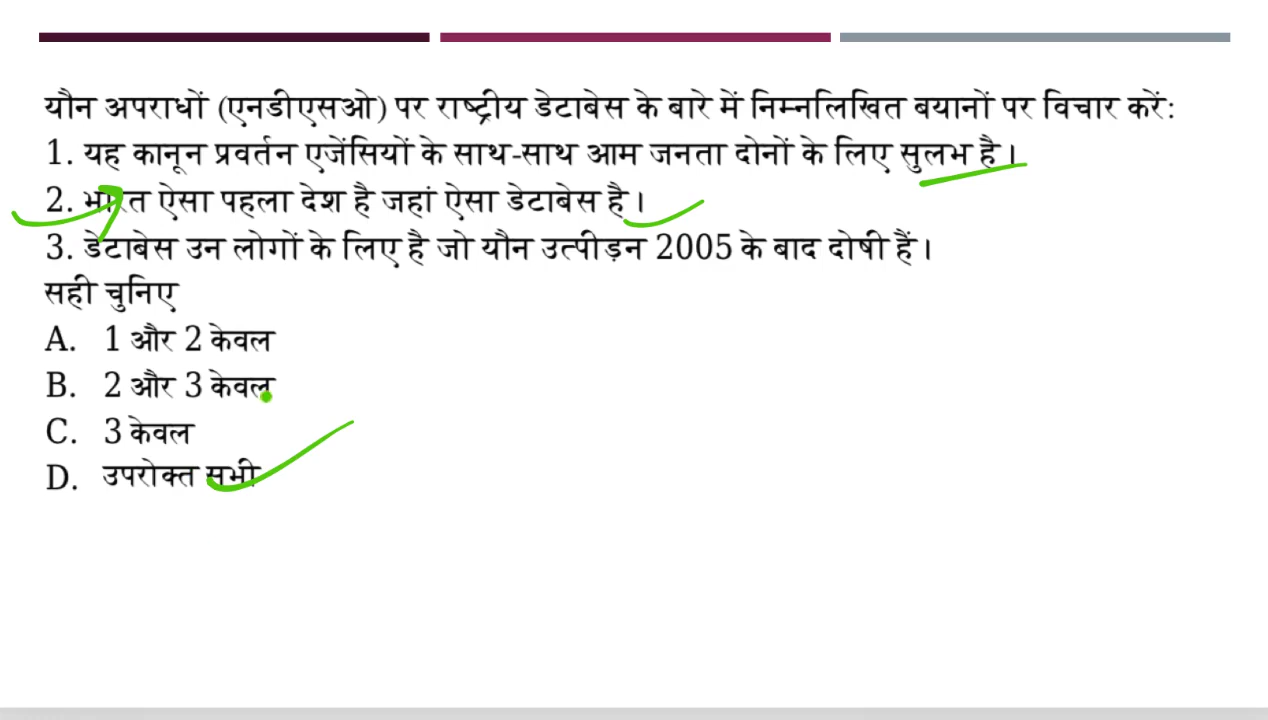 यौन अपराधों (एनडीएसओ) पर राष्ट्रीय डेटाबेस के बारे में निम्नलिखित बयानों पर विचार करें:
1. यह कानून प्रवर्तन एजेंसियों के साथ-साथ आम जनता दोनों के लिए सुलभ है।
2. भारत ऐसा पहला देश है जहां ऐसा डेटाबेस है।
3. डेटाबेस उन लोगों के लिए है जो यौन उत्पीड़न 2005 के बाद दोषी हैं।
सही चुनिए
A. 1 और 2 केवल
B. 2 और 3 केवल
C. 3 केवल
D. उपरोक्त सभी